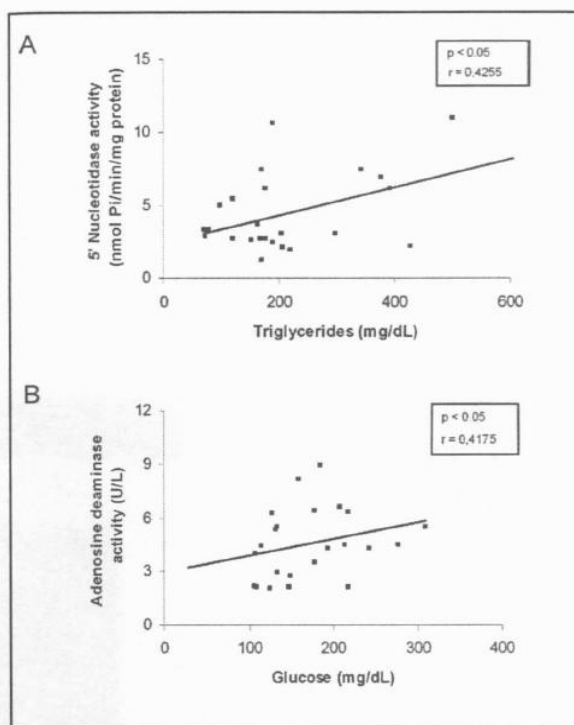 A
p < 0.05
r = 0,4255
5' Nucleotidase activity
(nmol Pi/min/mg protein)
15
10
5
0
0
200
400
600
Triglycerides (mg/dL)
B
p < 0.05
r = 0,4175
Adenosine deaminase
activity (U/L)
12
9
6
3
0
0
100
200
300
400
Glucose (mg/dL)